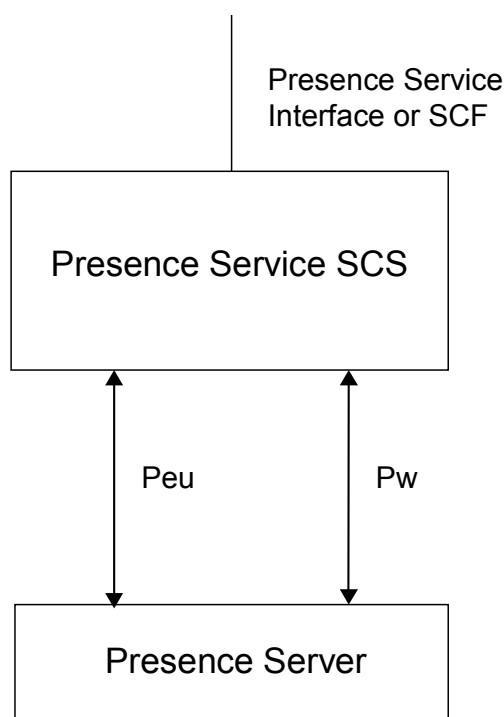 Presence Service
Interface or SCF
Presence Service SCS
Peu
Pw
Presence Server